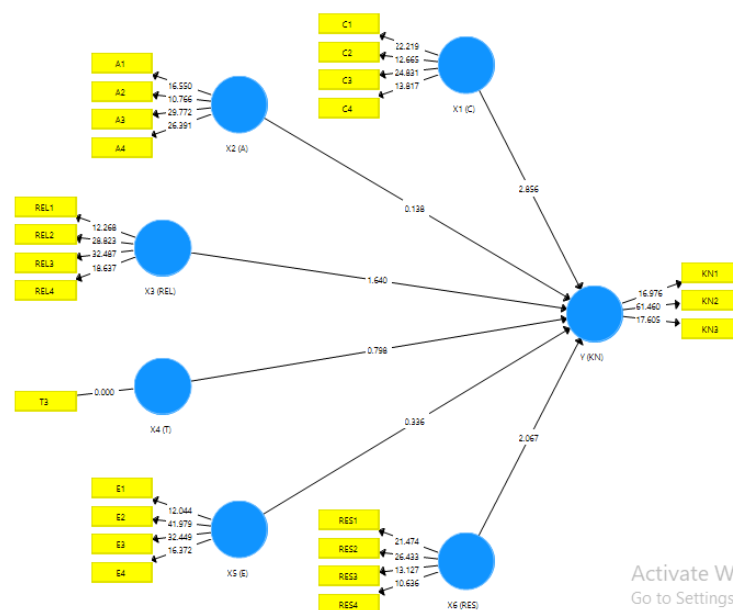 A1
A2
A3
A4
16.550
10.766
29.772
26.391
X2 (A)
C1
C2
C3
C4
22.219
12.665
24.831
13.817
X1 (C)
2.856
0.138
REL1
REL2
REL3
REL4
12.268
28.823
32.487
18.637
X3 (REL)
1.640
KN1
KN2
KN3
16.976
61.460
17.605
Y (KN)
T3
0.000
X4 (T)
0.798
0.336
2.067
E1
E2
E3
E4
12.044
41.979
32.449
16.372
X5 (E)
RES1
RES2
RES3
RES4
21.474
26.433
13.127
10.636
X6 (RES)
Activate W
Go to Settings